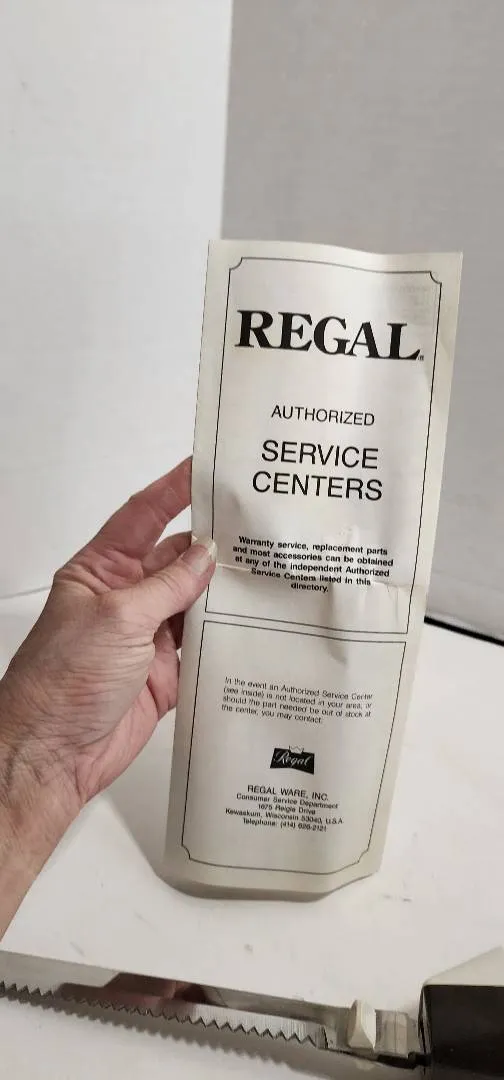 REGAL
AUTHORIZED
SERVICE
CENTERS
Warranty service, replacement parts
and most accessories can be obtained
at any of the independent Authorized
Service Centers listed in this
directory.
In the event an Authorized Service Center
(see inside) is not located in your area, or
should the part needed be out of stock at
the center, you may contact:
Regal
REGAL WARE, INC.
Consumer Service Department
1675 Reigle Drive
Kewaskum, Wisconsin 53040, U.S.A.
Telephone: (414) 626-2121